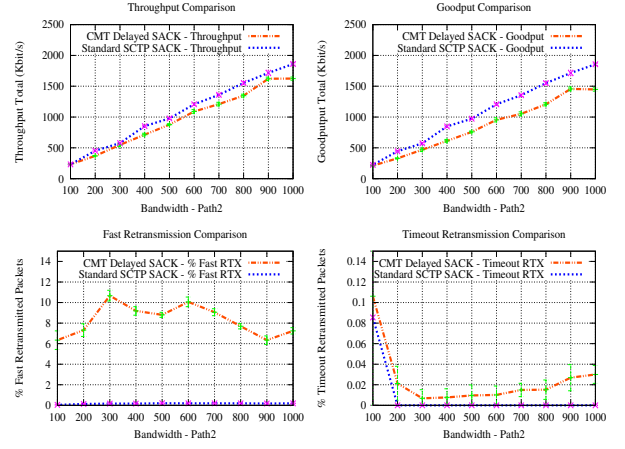 Throughput Comparison
Throughput Total (Kbit/s)
2500
2000
1500
1000
500
0
CMT Delayed SACK - Throughput
Standard SCTP SACK - Throughput
100 200 300 400 500 600 700 800 900 1000
Bandwidth - Path2
Goodput Comparison
Goodputput Total (Kbit/s)
2500
2000
1500
1000
500
0
CMT Delayed SACK - Goodput
Standard SCTP SACK - Goodput
100 200 300 400 500 600 700 800 900 1000
Bandwidth - Path2
Fast Retransmission Comparison
% Fast Retransmitted Packets
14
12
10
8
6
4
2
0
CMT Delayed SACK - % Fast RTX
Standard SCTP SACK - % Fast RTX
100 200 300 400 500 600 700 800 900 1000
Bandwidth - Path2
Timeout Retransmission Comparison
% Timeout Retransmitted Packets
0.14
0.12
0.1
0.08
0.06
0.04
0.02
0
CMT Delayed SACK - Timeout RTX
Standard SCTP SACK - Timeout RTX
100 200 300 400 500 600 700 800 900 1000
Bandwidth - Path2